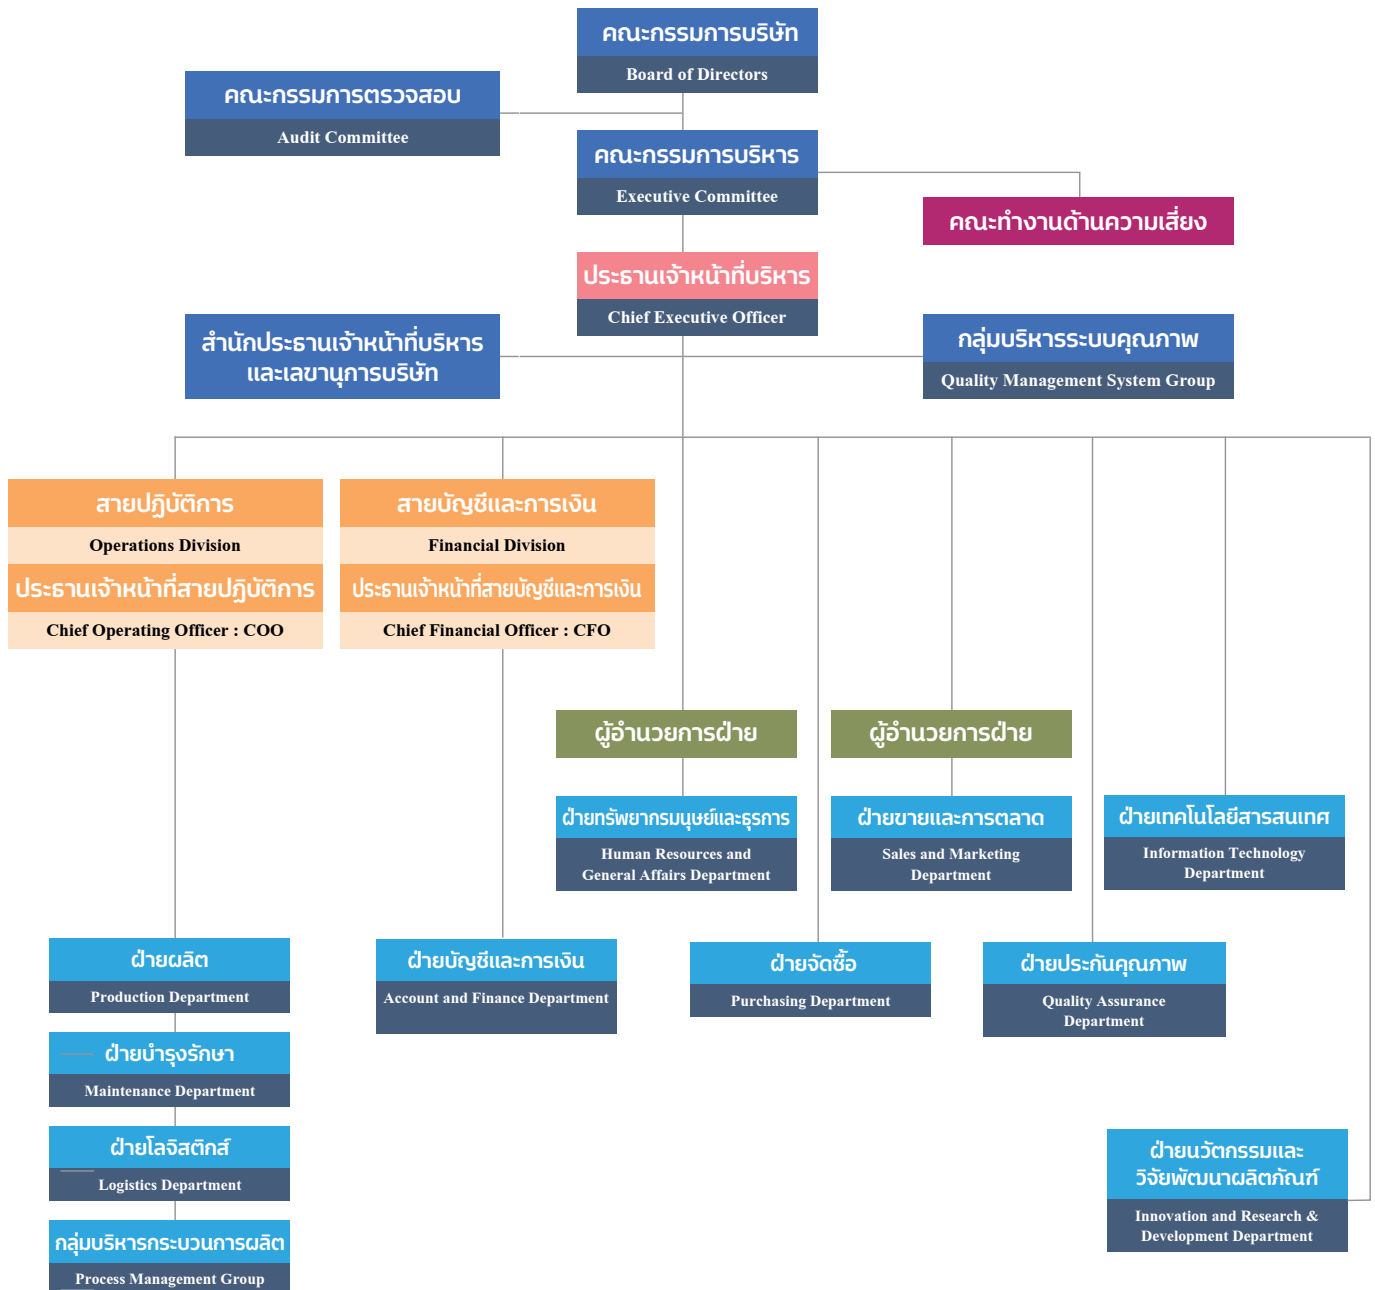 คณะกรรมการบริษัท
Board of Directors
คณะกรรมการตรวจสอบ
Audit Committee
คณะกรรมการบริหาร
Executive Committee
คณะทำงานด้านความเสี่ยง
ประธานเจ้าหน้าที่บริหาร
Chief Executive Officer
สำนักประธานเจ้าหน้าที่บริหาร
และเลขานุการบริษัท
กลุ่มบริหารระบบคุณภาพ
Quality Management System Group
สายปฏิบัติการ
Operations Division
ประธานเจ้าหน้าที่สายปฏิบัติการ
Chief Operating Officer : COO
สายบัญชีและการเงิน
Financial Division
ประธานเจ้าหน้าที่สายบัญชีและการเงิน
Chief Financial Officer : CFO
ผู้อำนวยการฝ่าย
ผู้อำนวยการฝ่าย
ฝ่ายทรัพยากรมนุษย์และธุรการ
Human Resources and
General Affairs Department
ฝ่ายขายและการตลาด
Sales and Marketing
Department
ฝ่ายเทคโนโลยีสารสนเทศ
Information Technology
Department
ฝ่ายผลิต
Production Department
ฝ่ายบัญชีและการเงิน
Account and Finance Department
ฝ่ายจัดซื้อ
Purchasing Department
ฝ่ายประกันคุณภาพ
Quality Assurance
Department
ฝ่ายบำรุงรักษา
Maintenance Department
ฝ่ายโลจิสติกส์
Logistics Department
ฝ่ายนวัตกรรมและ
วิจัยพัฒนาผลิตภัณฑ์
Innovation and Research &
Development Department
กลุ่มบริหารกระบวนการผลิต
Process Management Group